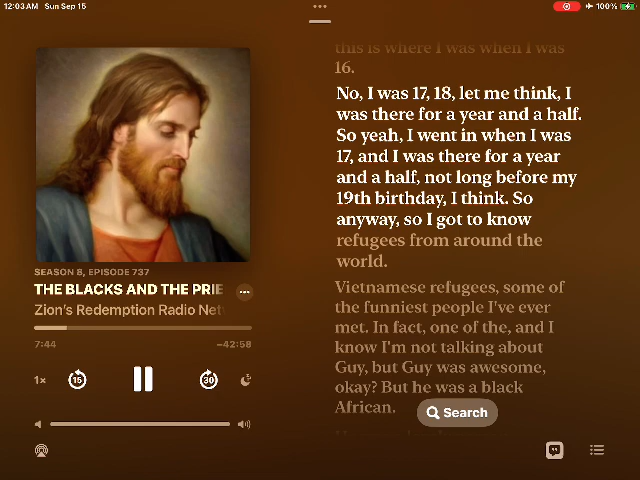 12:03 AM Sun Sep 15
100%
this is where I was when I was
16.
No, I was 17, 18, let me think, I
was there for a year and a half.
So yeah, I went in when I was
17, and I was there for a year
and a half, not long before my
19th birthday, I think. So
anyway, so I got to know
refugees from around the
world.
Vietnamese refugees, some of
the funniest people I've ever
met. In fact, one of the, and I
know I'm not talking about
Guy, but Guy was awesome,
okay? But he was a black
African.
Search
SEASON 8, EPISODE 737
THE BLACKS AND THE PRIE
Zion's Redemption Radio Net
7:44
-42:58
1×
15
30